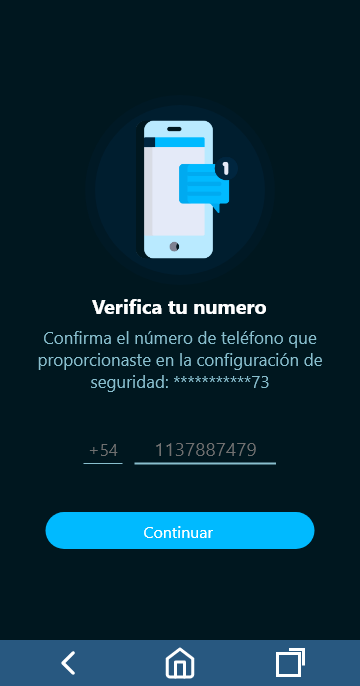 1
Verifica tu numero
Confirma el número de teléfono que
proporcionaste en la configuración de
seguridad: ***********73
+54 1137887479
Continuar